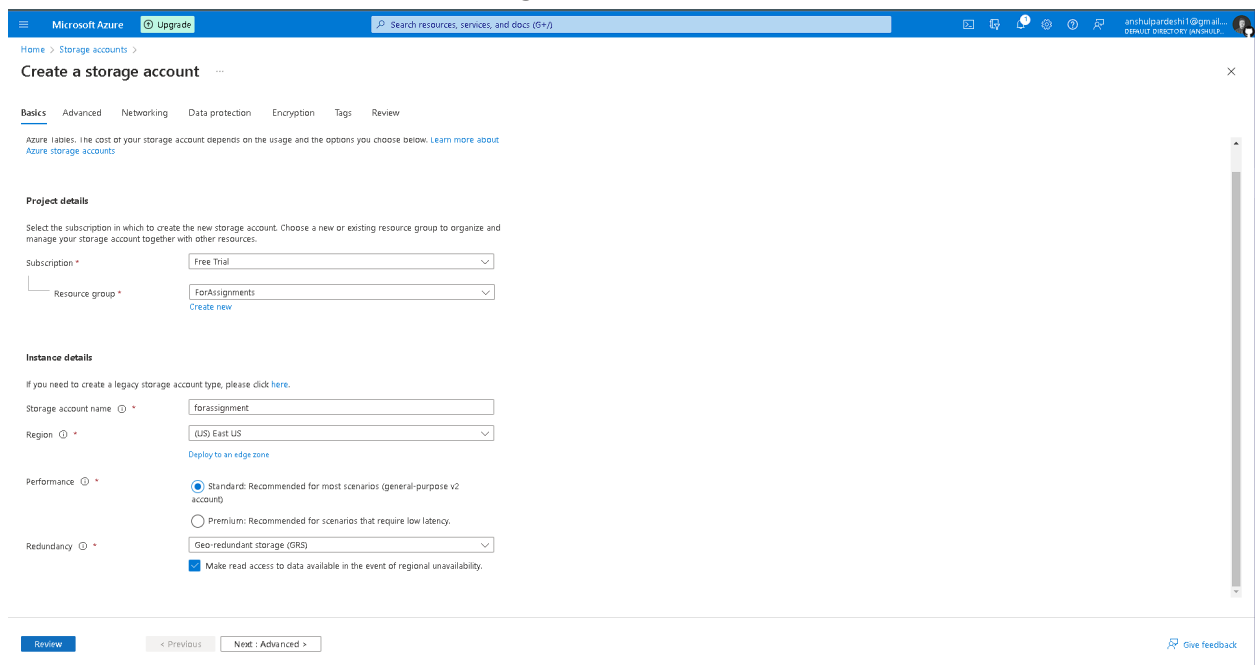 Microsoft Azure
Upgrade
Search resources, services, and docs (G+/)
1
anshulpardeshi1@gmail....
DEFAULT DIRECTORY (ANSHULP...
Home > Storage accounts >
Create a storage account ...
Basics Advanced Networking Data protection Encryption Tags Review
Azure Tables. The cost of your storage account depends on the usage and the options you choose below. Learn more about
Azure storage accounts
Project details
Select the subscription in which to create the new storage account. Choose a new or existing resource group to organize and
manage your storage account together with other resources.
Subscription * Free Trial
Resource group * ForAssignments
Create new
Instance details
If you need to create a legacy storage account type, please click here.
Storage account name * forassignment
Region * (US) East US
Deploy to an edge zone
Performance * Standard: Recommended for most scenarios (general-purpose v2
account)
Premium: Recommended for scenarios that require low latency.
Redundancy * Geo-redundant storage (GRS)
Make read access to data available in the event of regional unavailability.
Review < Previous Next : Advanced > Give feedback